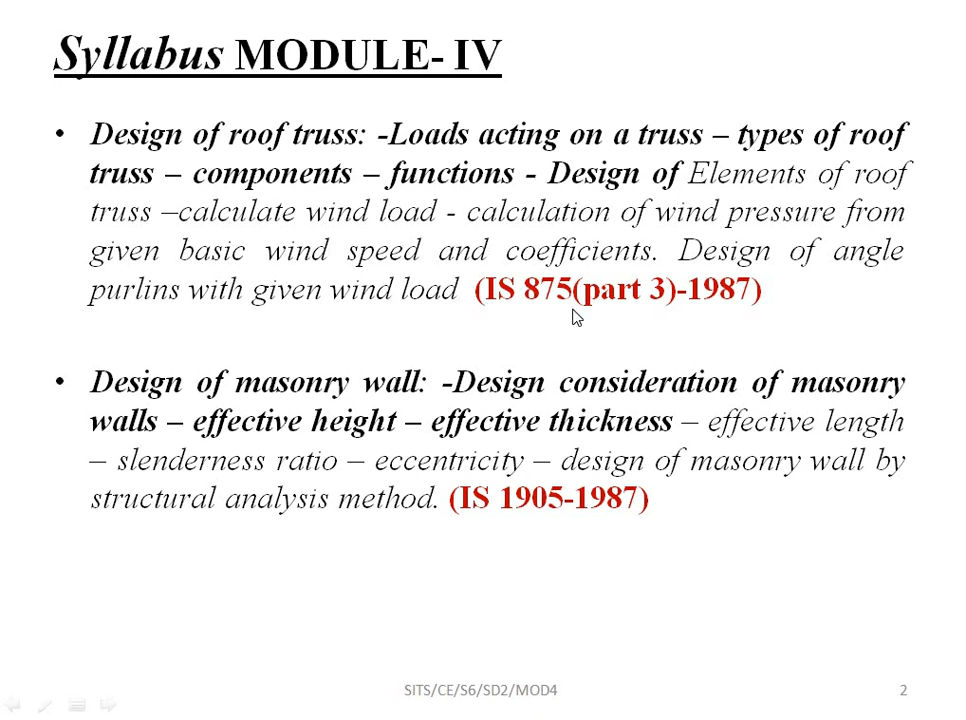 Syllabus MODULE- IV
• Design of roof truss: -Loads acting on a truss – types of roof
truss – components – functions - Design of Elements of roof
truss –calculate wind load - calculation of wind pressure from
given basic wind speed and coefficients. Design of angle
purlins with given wind load (IS 875(part 3)-1987)
• Design of masonry wall: -Design consideration of masonry
walls – effective height – effective thickness – effective length
– slenderness ratio – eccentricity – design of masonry wall by
structural analysis method. (IS 1905-1987)
SITS/CE/S6/SD2/MOD4 2